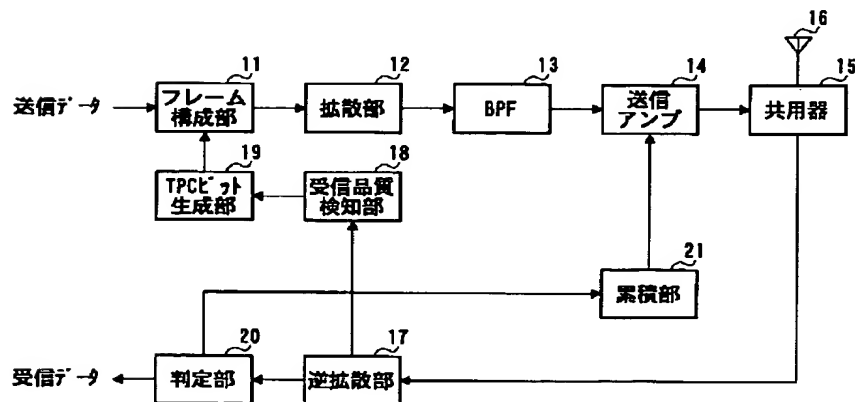 16
11
12
13
14
15
送信データ
フレーム
構成部
拡散部
BPF
送信
アンプ
共用器
19
18
TPCビット
生成部
受信品質
検知部
21
累積部
20
17
受信データ
判定部
逆拡散部